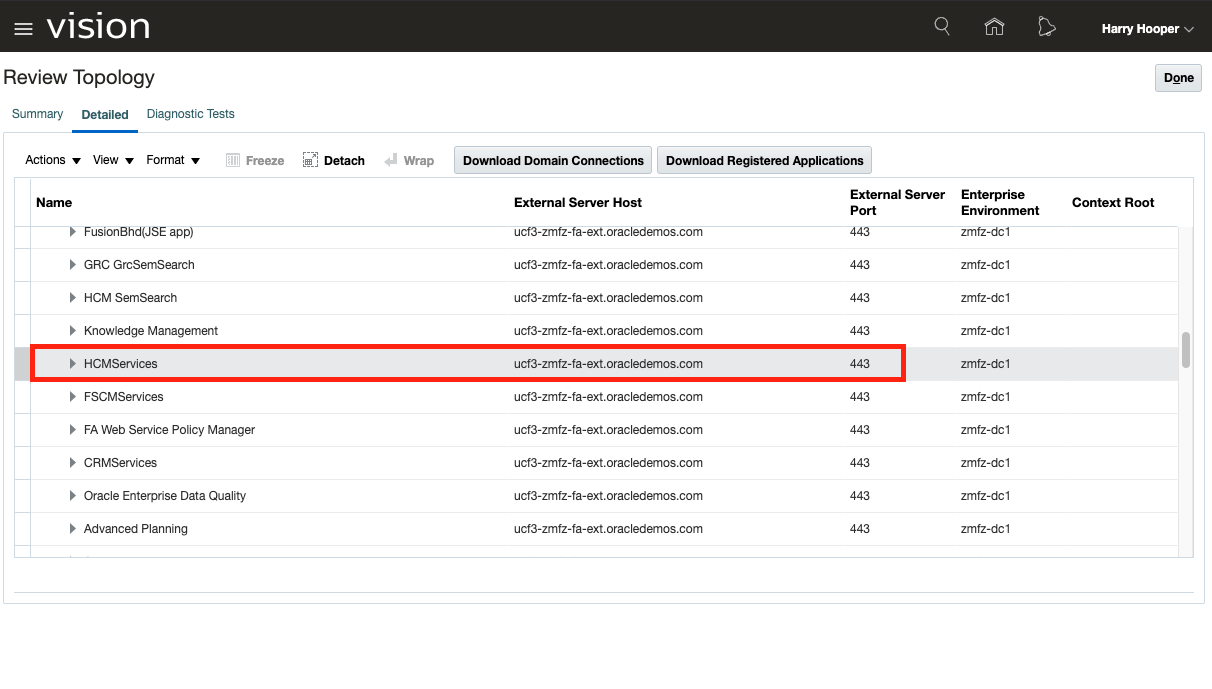 vision
Harry Hooper
Review Topology
Done
Summary Detailed Diagnostic Tests
Actions View Format Freeze Detach Wrap Download Domain Connections Download Registered Applications
Name External Server Host External Server Port Enterprise Environment Context Root
FusionBhd(JSE app) ucf3-zmfz-fa-ext.oracledemos.com 443 zmfz-dc1
GRC GrcSemSearch ucf3-zmfz-fa-ext.oracledemos.com 443 zmfz-dc1
HCM SemSearch ucf3-zmfz-fa-ext.oracledemos.com 443 zmfz-dc1
Knowledge Management ucf3-zmfz-fa-ext.oracledemos.com 443 zmfz-dc1
HCMServices ucf3-zmfz-fa-ext.oracledemos.com 443 zmfz-dc1
FSCMServices ucf3-zmfz-fa-ext.oracledemos.com 443 zmfz-dc1
FA Web Service Policy Manager ucf3-zmfz-fa-ext.oracledemos.com 443 zmfz-dc1
CRMServices ucf3-zmfz-fa-ext.oracledemos.com 443 zmfz-dc1
Oracle Enterprise Data Quality ucf3-zmfz-fa-ext.oracledemos.com 443 zmfz-dc1
Advanced Planning ucf3-zmfz-fa-ext.oracledemos.com 443 zmfz-dc1